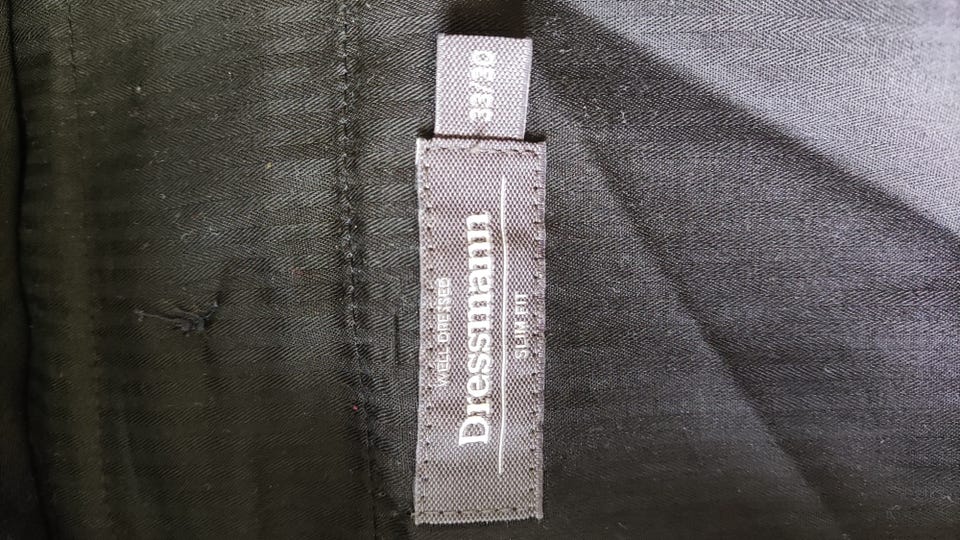 33/30
WELL DRESSED
Dressmann
SLIM FIT